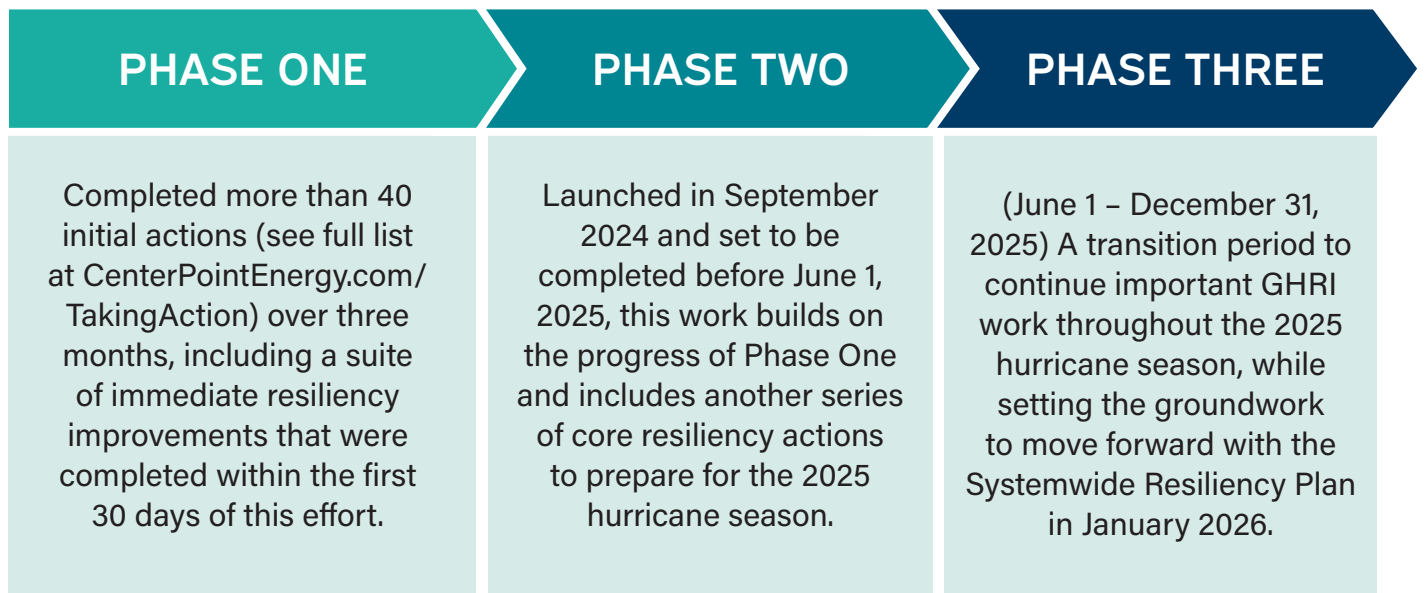 PHASE ONE
Completed more than 40
initial actions (see full list
at CenterPointEnergy.com/
TakingAction) over three
months, including a suite
of immediate resiliency
improvements that were
completed within the first
30 days of this effort.
PHASE TWO
Launched in September
2024 and set to be
completed before June 1,
2025, this work builds on
the progress of Phase One
and includes another series
of core resiliency actions
to prepare for the 2025
hurricane season.
PHASE THREE
(June 1 – December 31,
2025) A transition period to
continue important GHRI
work throughout the 2025
hurricane season, while
setting the groundwork
to move forward with the
Systemwide Resiliency Plan
in January 2026.